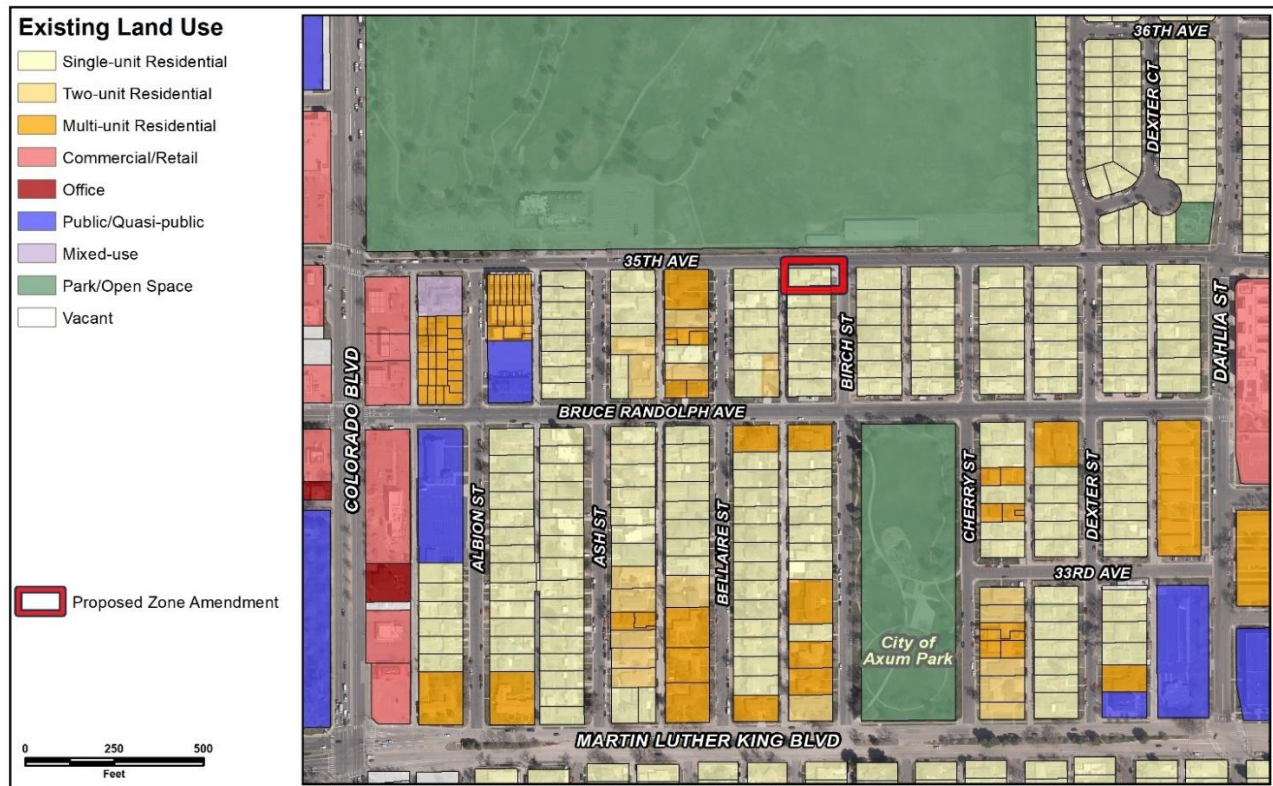 Existing Land Use
Single-unit Residential
Two-unit Residential
Multi-unit Residential
Commercial/Retail
Office
Public/Quasi-public
Mixed-use
Park/Open Space
Vacant
Proposed Zone Amendment
0 250 500
Feet
36TH AVE
DEXTER CT
35TH AVE
COLORADO BLVD
BIRCH ST
DAHLIA ST
BRUCE RANDOLPH AVE
ALBION ST
ASH ST
BELLAIRE ST
CHERRY ST
DEXTER ST
33RD AVE
City of
Axum Park
MARTIN LUTHER KING BLVD